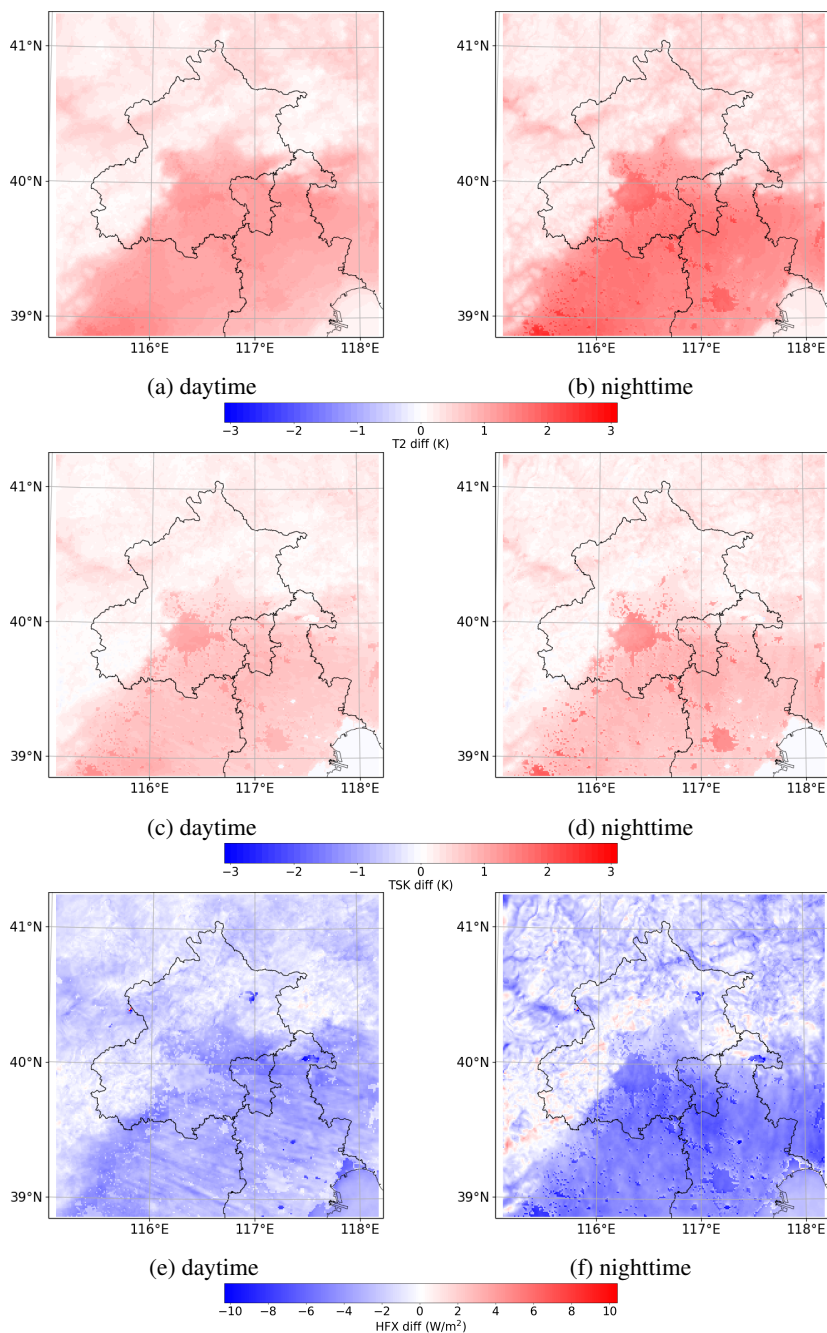 41°N 41°N
40°N 40°N
39°N 39°N
116°E 117°E 118°E 116°E 117°E 118°E
(a) daytime (b) nighttime
−3 −2 −1 0 1 2 3
T2 diff (K)
41°N 41°N
40°N 40°N
39°N 39°N
116°E 117°E 118°E 116°E 117°E 118°E
(c) daytime (d) nighttime
−3 −2 −1 0 1 2 3
TSK diff (K)
41°N 41°N
40°N 40°N
39°N 39°N
116°E 117°E 118°E 116°E 117°E 118°E
(e) daytime (f) nighttime
−10 −8 −6 −4 −2 0 2 4 6 8 10
HFX diff (W/m²)